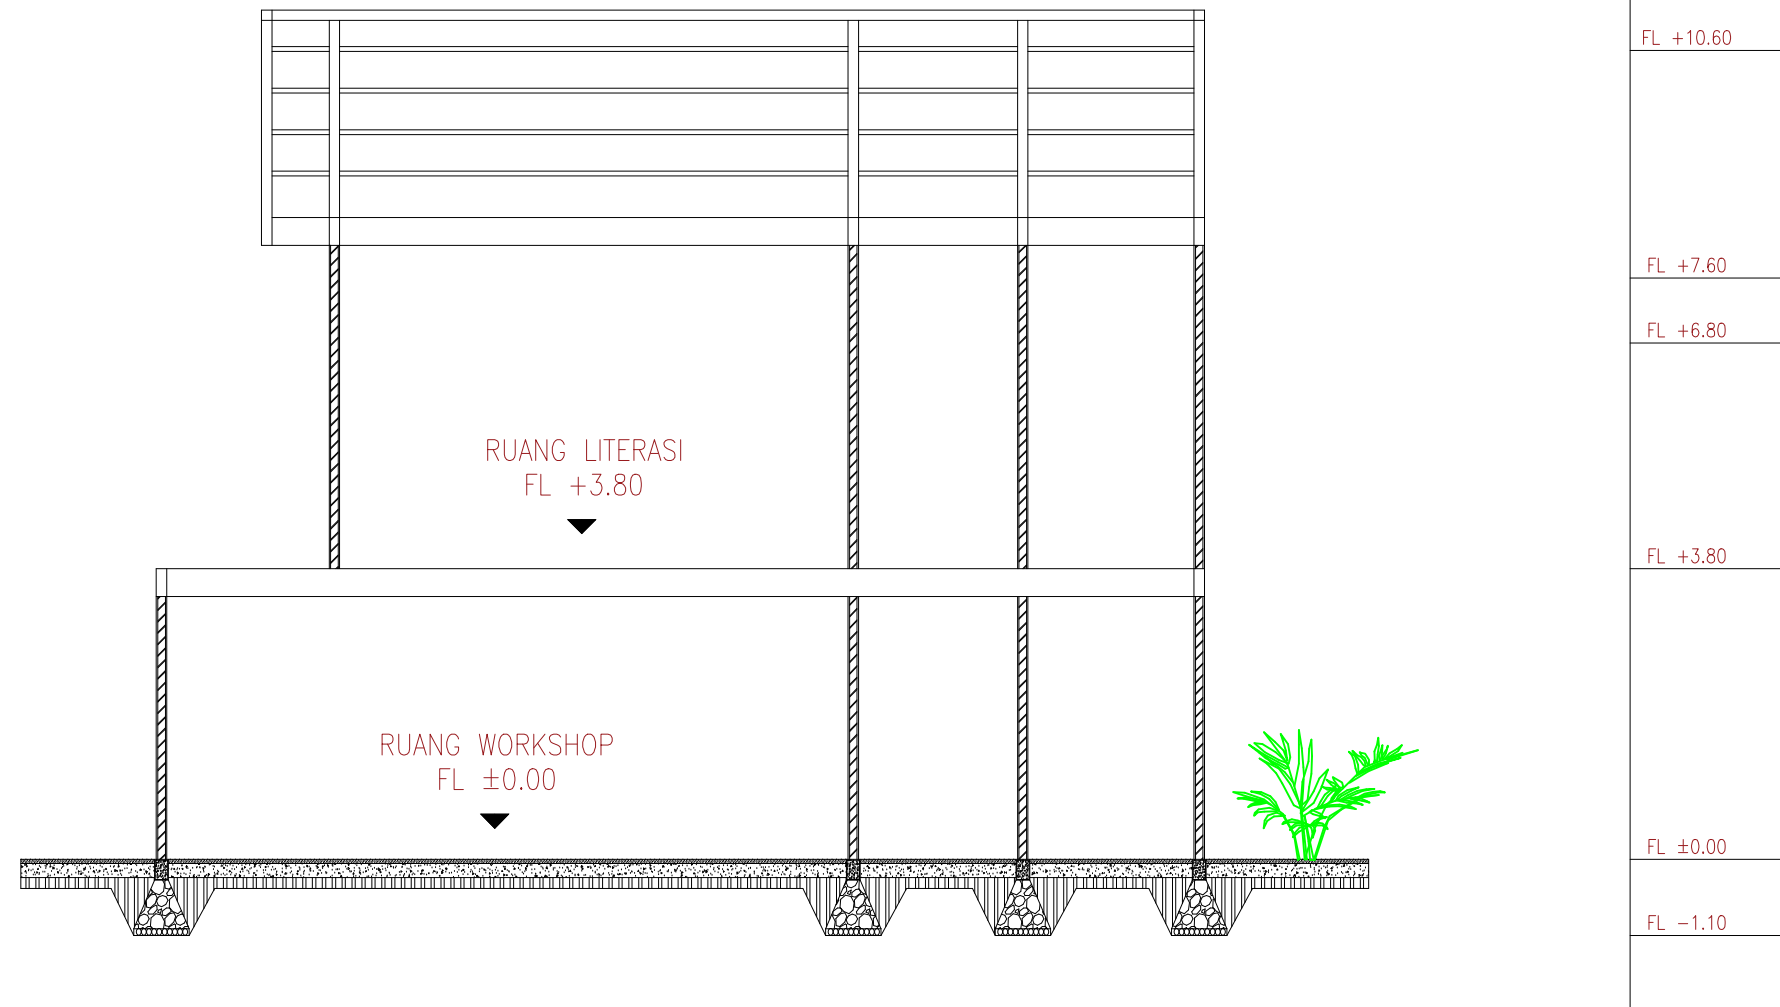 FL +10.60
FL +7.60
FL +6.80
RUANG LITERASI
FL +3.80
FL +3.80
RUANG WORKSHOP
FL ±0.00
FL ±0.00
FL -1.10